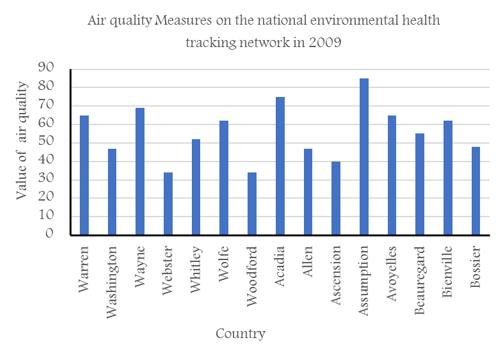 Air quality Measures on the national environmental health
tracking network in 2009
Value of air quality
90
80
70
60
50
40
30
20
10
0
Warren
Washington
Wayne
Webster
Whitley
Wolfe
Woodford
Acadia
Allen
Ascension
Assumption
Avoyelles
Beauregard
Bienville
Bossier
Country